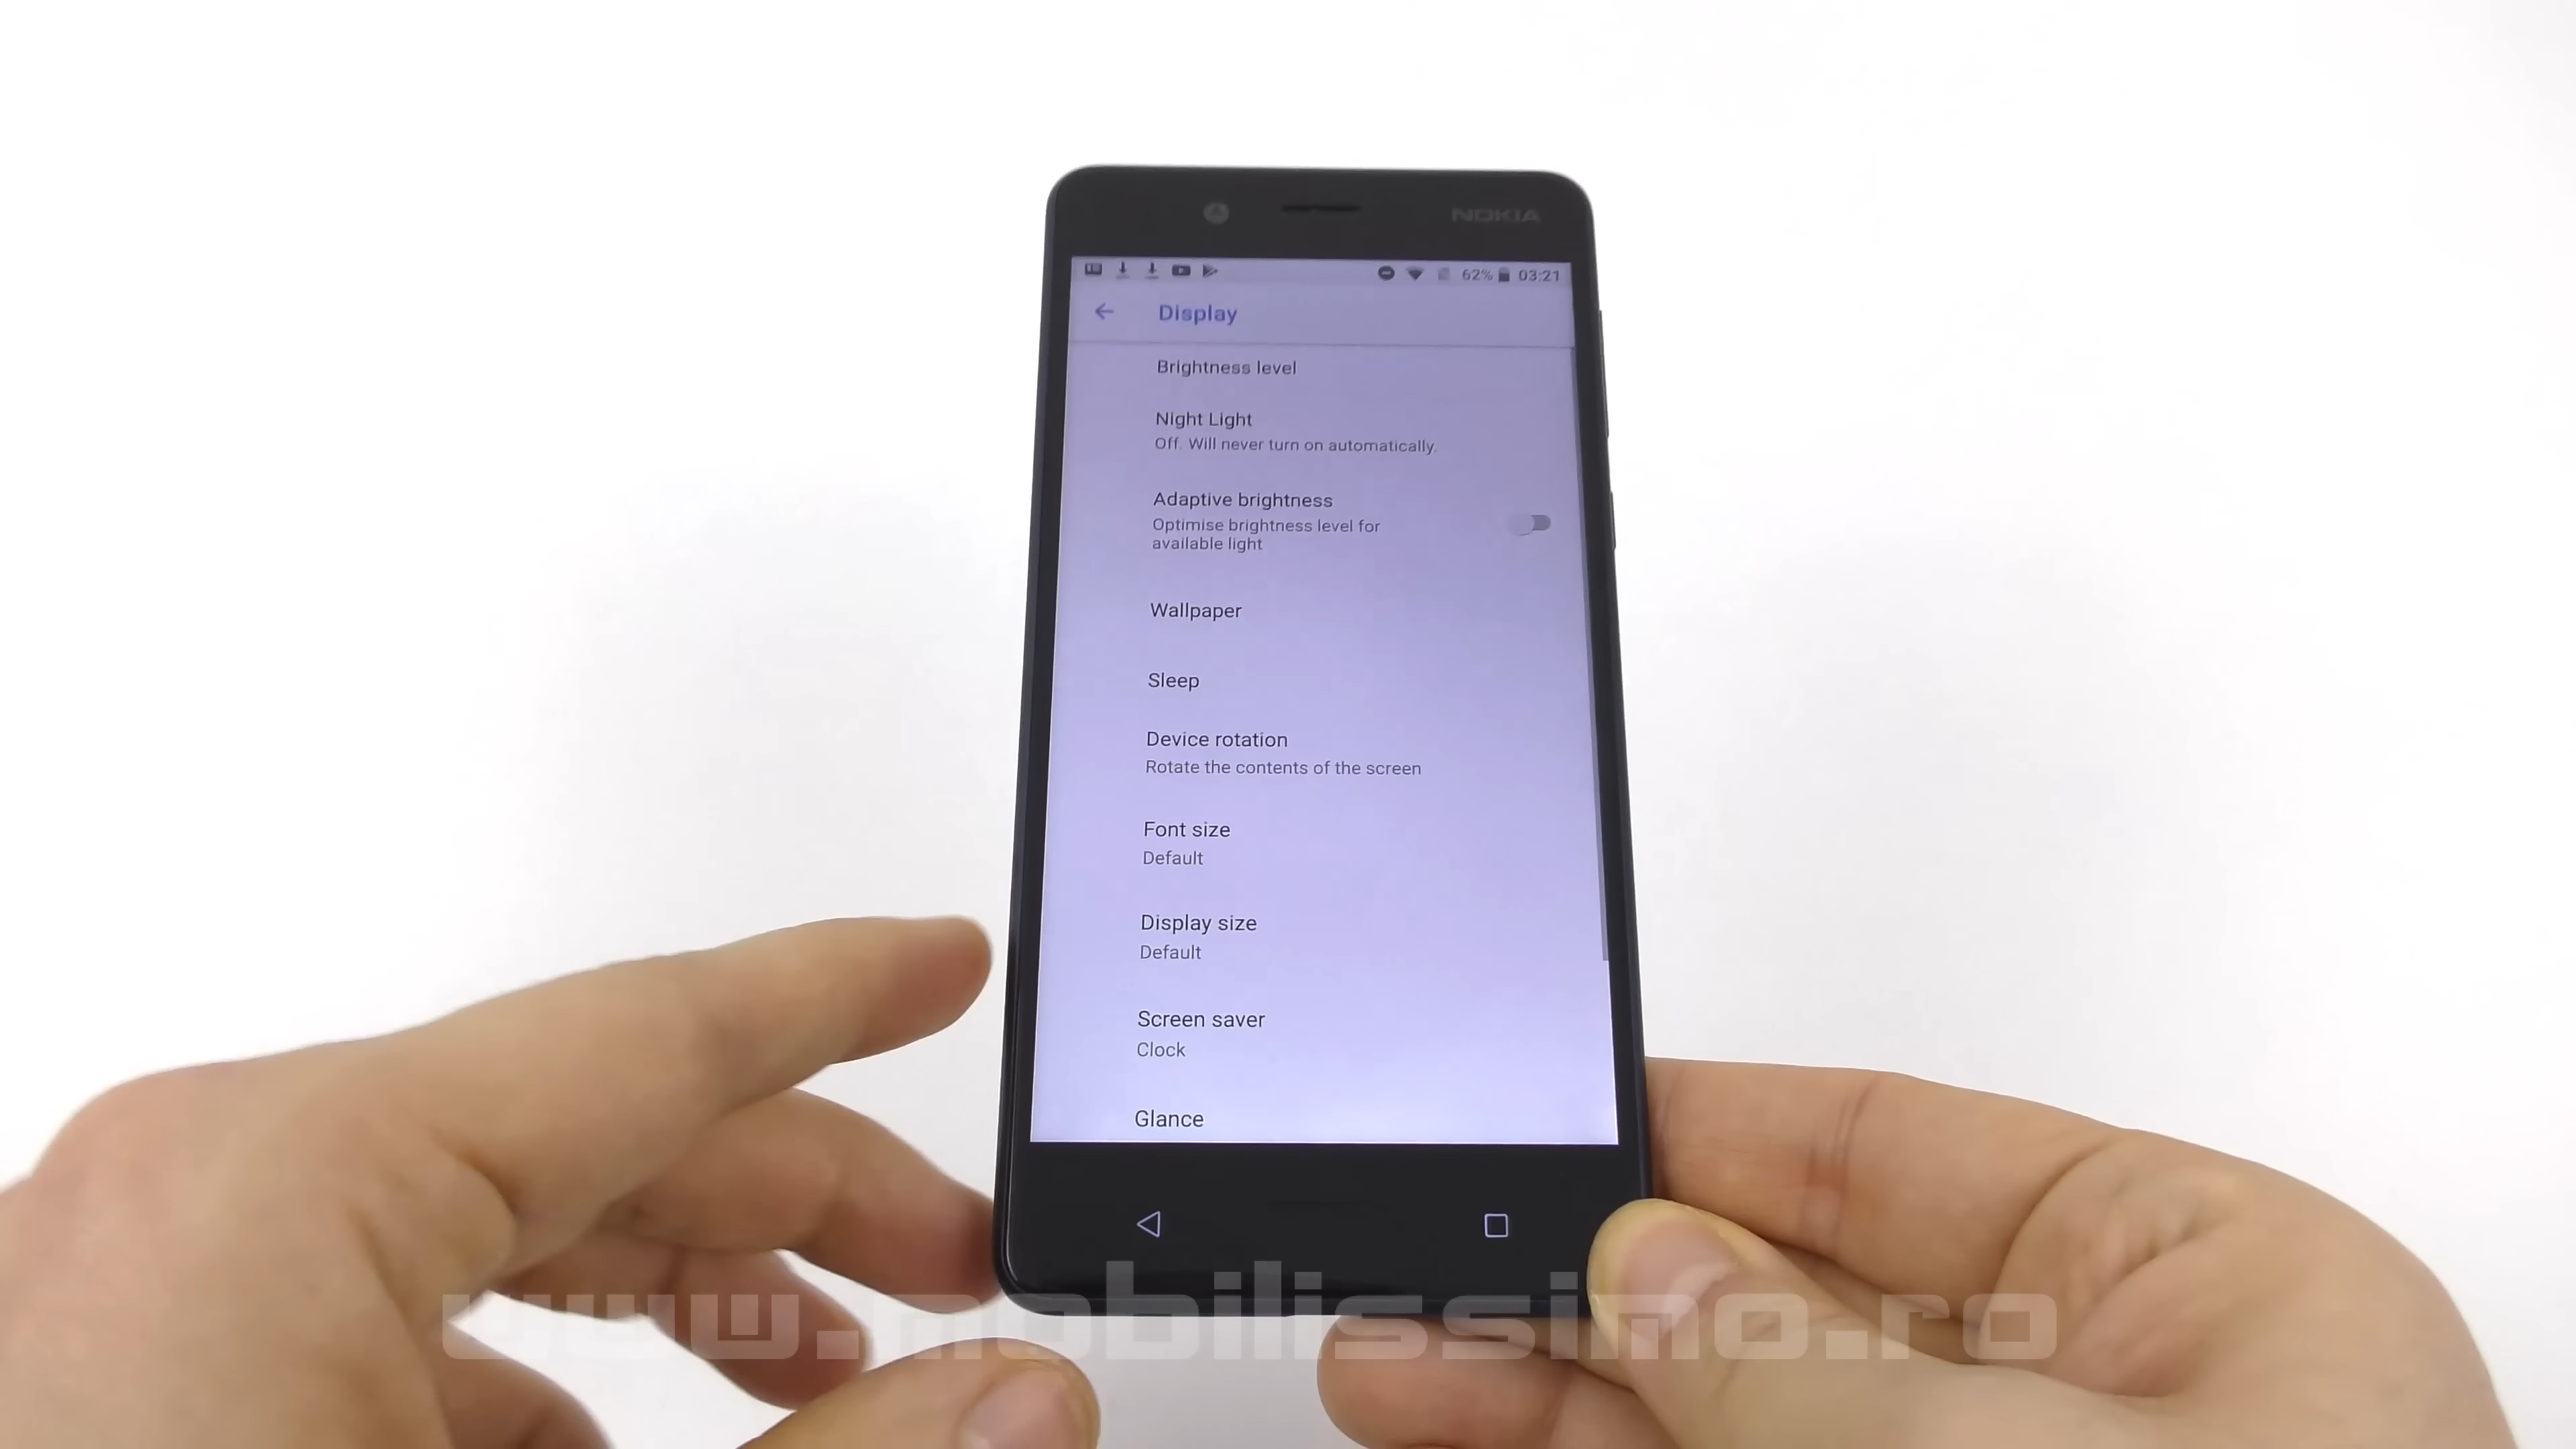 NOKIA
62% 03:21
Display
Brightness level
Night Light
Off. Will never turn on automatically.
Adaptive brightness
Optimise brightness level for
available light
Wallpaper
Sleep
Device rotation
Rotate the contents of the screen
Font size
Default
Display size
Default
Screen saver
Clock
Glance
www.mobilissimo.ro